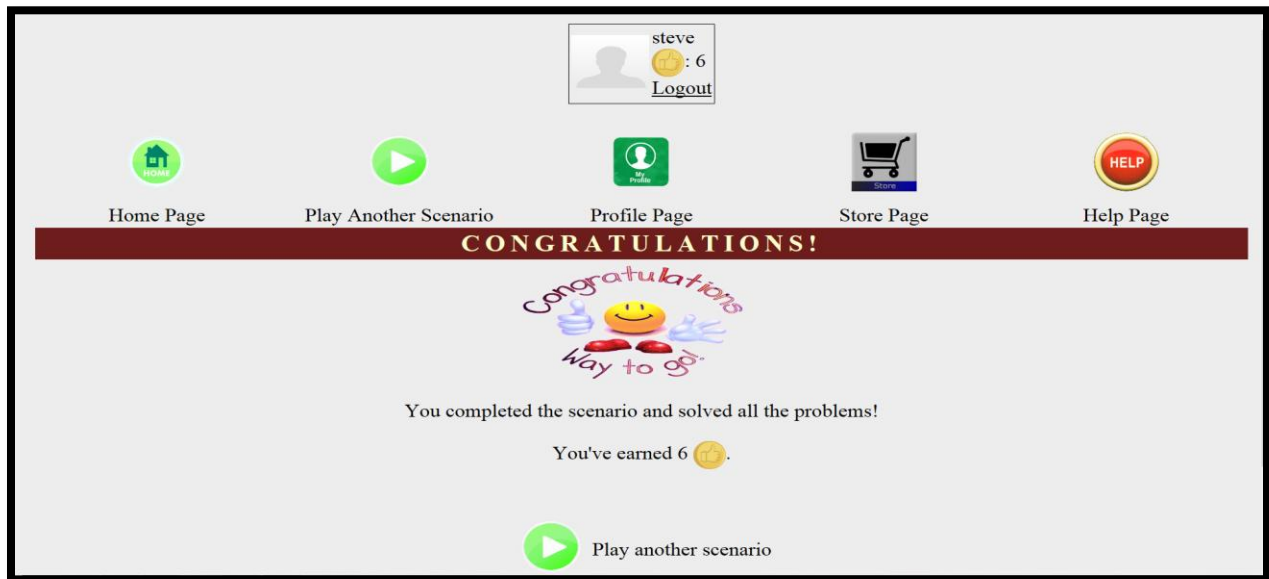 steve
: 6
Logout
HOME
My
Profile
Store
HELP
Home Page
Play Another Scenario
Profile Page
Store Page
Help Page
CONGRATULATIONS!
Congratulations
Way to go!
You completed the scenario and solved all the problems!
You've earned 6 .
Play another scenario